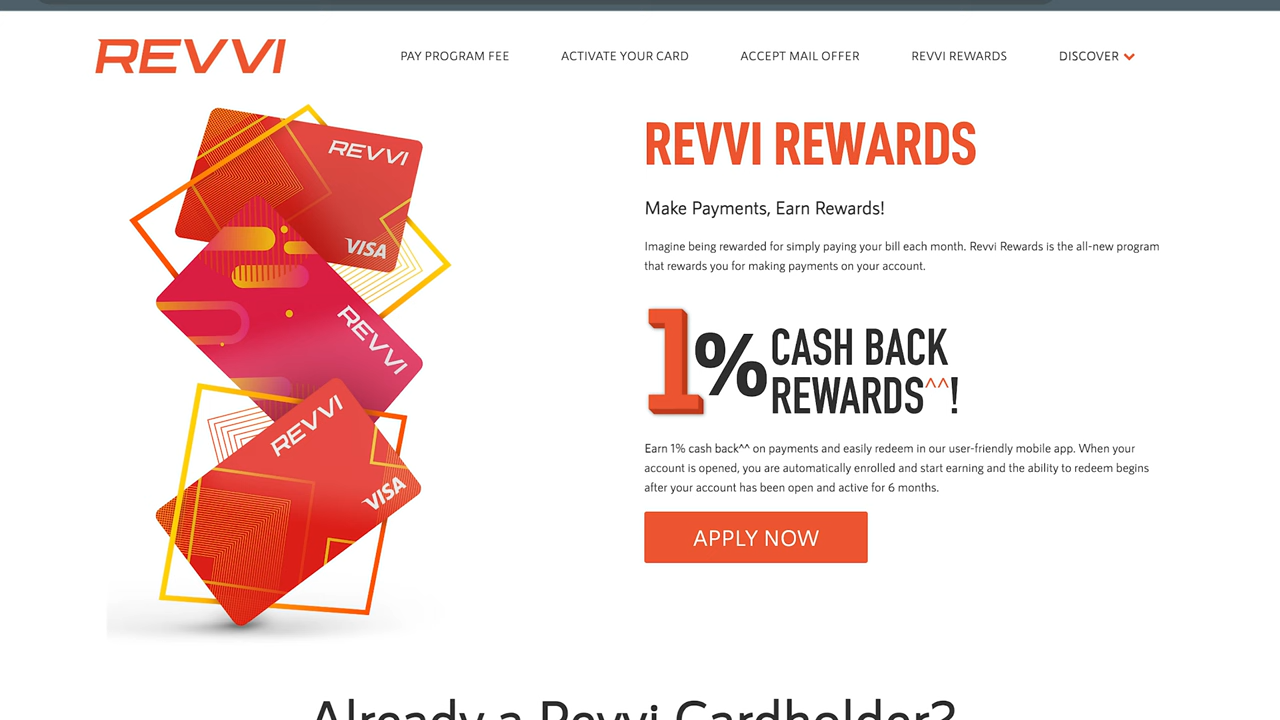 REVVI
PAY PROGRAM FEE
ACTIVATE YOUR CARD
ACCEPT MAIL OFFER
REVVI REWARDS
DISCOVER
REVVI
VISA
REVVI
REVVI
VISA
REVVI REWARDS
Make Payments, Earn Rewards!
Imagine being rewarded for simply paying your bill each month. Revvi Rewards is the all-new program
that rewards you for making payments on your account.
1% CASH BACK
REWARDS^^!
Earn 1% cash back^^ on payments and easily redeem in our user-friendly mobile app. When your
account is opened, you are automatically enrolled and start earning and the ability to redeem begins
after your account has been open and active for 6 months.
APPLY NOW
Already a Revvi Cardholder?